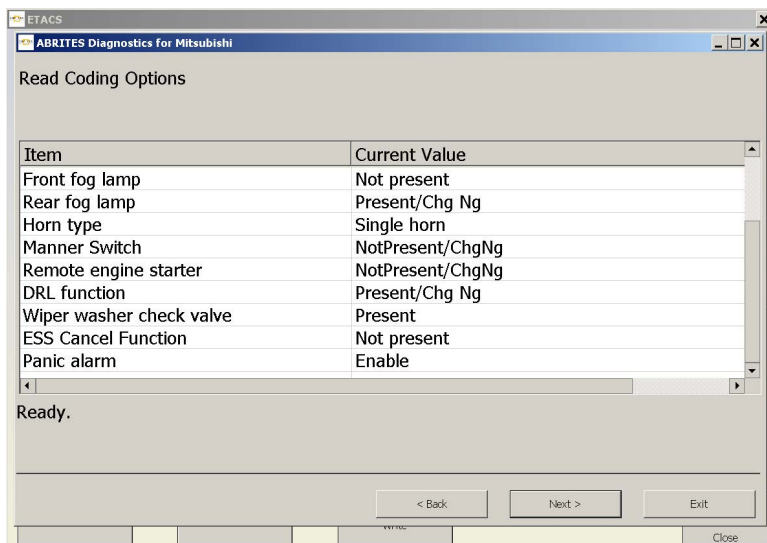 ETACS
ABRITES Diagnostics for Mitsubishi
Read Coding Options
Item Current Value
Front fog lamp Not present
Rear fog lamp Present/Chg Ng
Horn type Single horn
Manner Switch NotPresent/ChgNg
Remote engine starter NotPresent/ChgNg
DRL function Present/Chg Ng
Wiper washer check valve Present
ESS Cancel Function Not present
Panic alarm Enable
Ready.
< Back Next > Exit
Write
Close